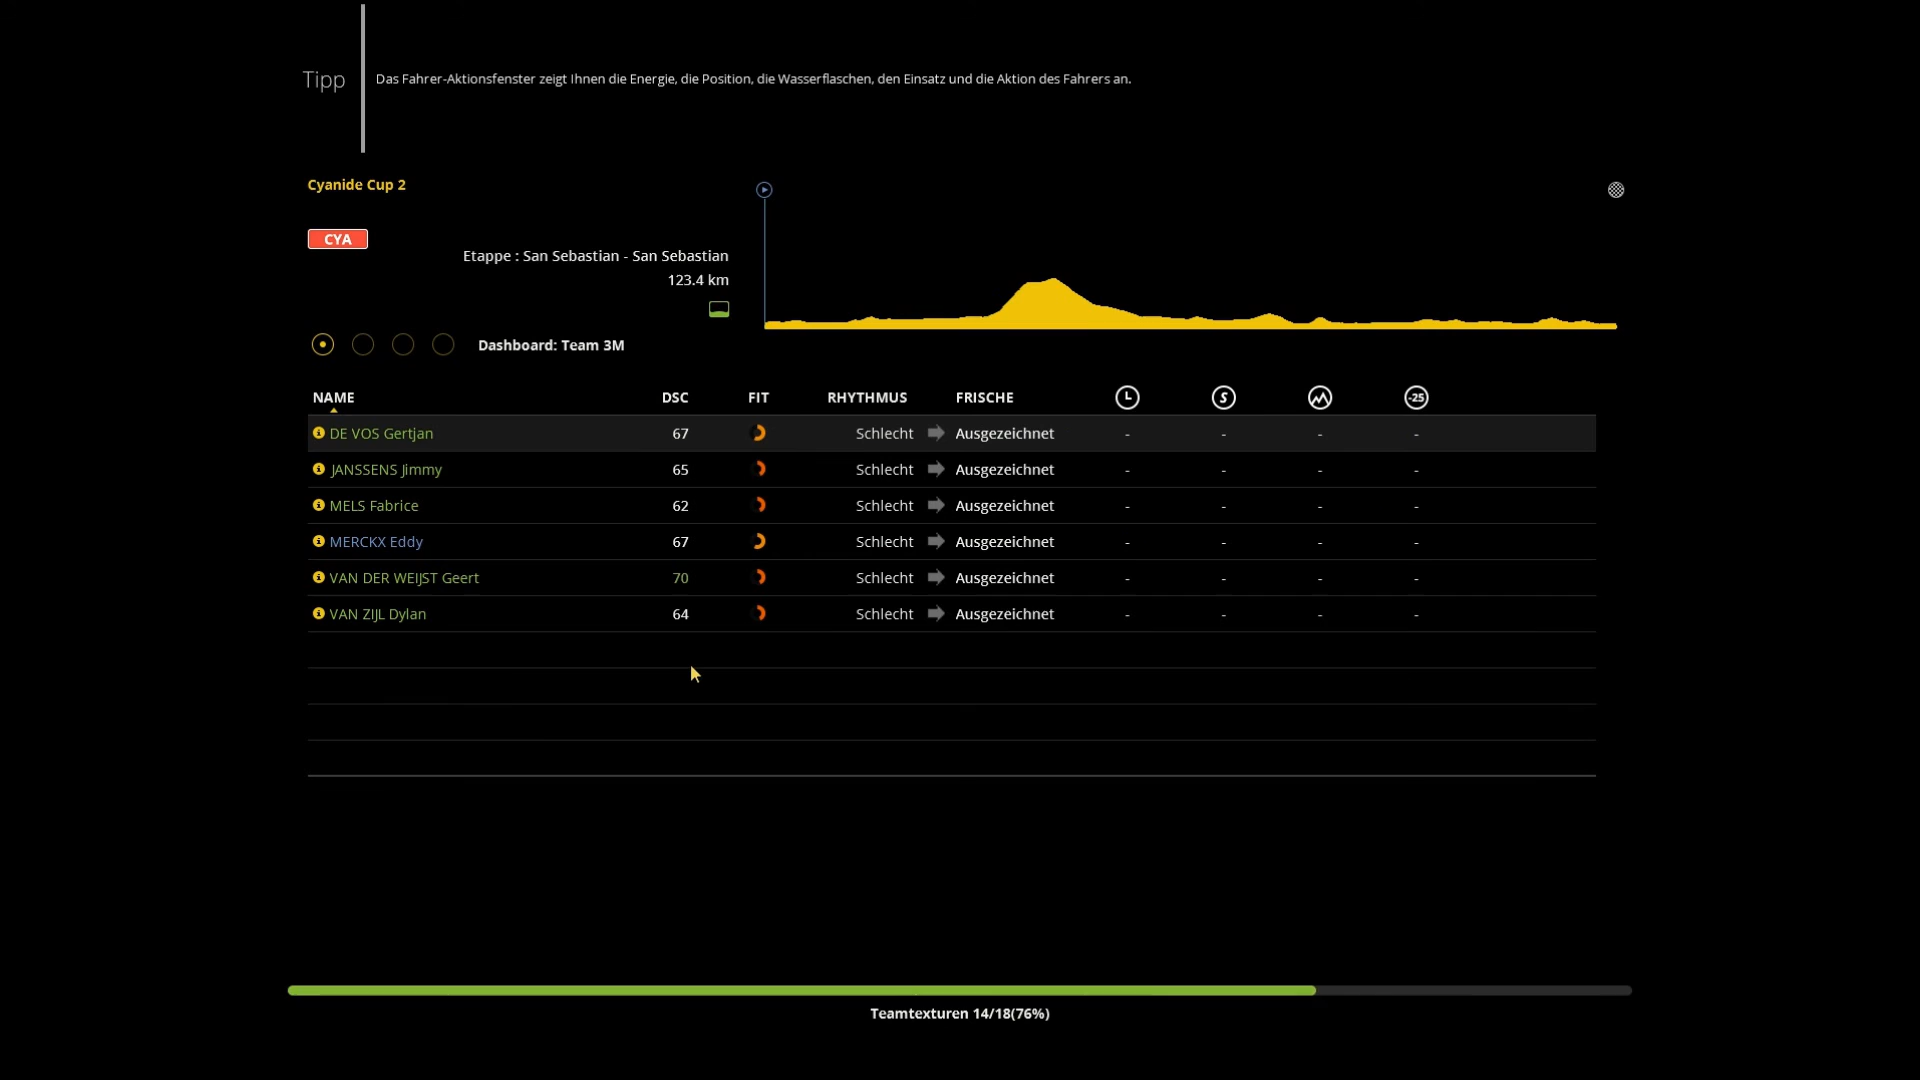 Tipp
Das Fahrer-Aktionsfenster zeigt Ihnen die Energie, die Position, die Wasserflaschen, den Einsatz und die Aktion des Fahrers an.
Cyanide Cup 2
CYA
Etappe : San Sebastian - San Sebastian
123.4 km
Dashboard: Team 3M
NAME DSC FIT RHYTHMUS FRISCHE S -25
DE VOS Gertjan 67 Schlecht Ausgezeichnet - - - -
JANSSENS Jimmy 65 Schlecht Ausgezeichnet - - - -
MELS Fabrice 62 Schlecht Ausgezeichnet - - - -
MERCKX Eddy 67 Schlecht Ausgezeichnet - - - -
VAN DER WEIJST Geert 70 Schlecht Ausgezeichnet - - - -
VAN ZIJL Dylan 64 Schlecht Ausgezeichnet - - - -
Teamtexturen 14/18(76%)